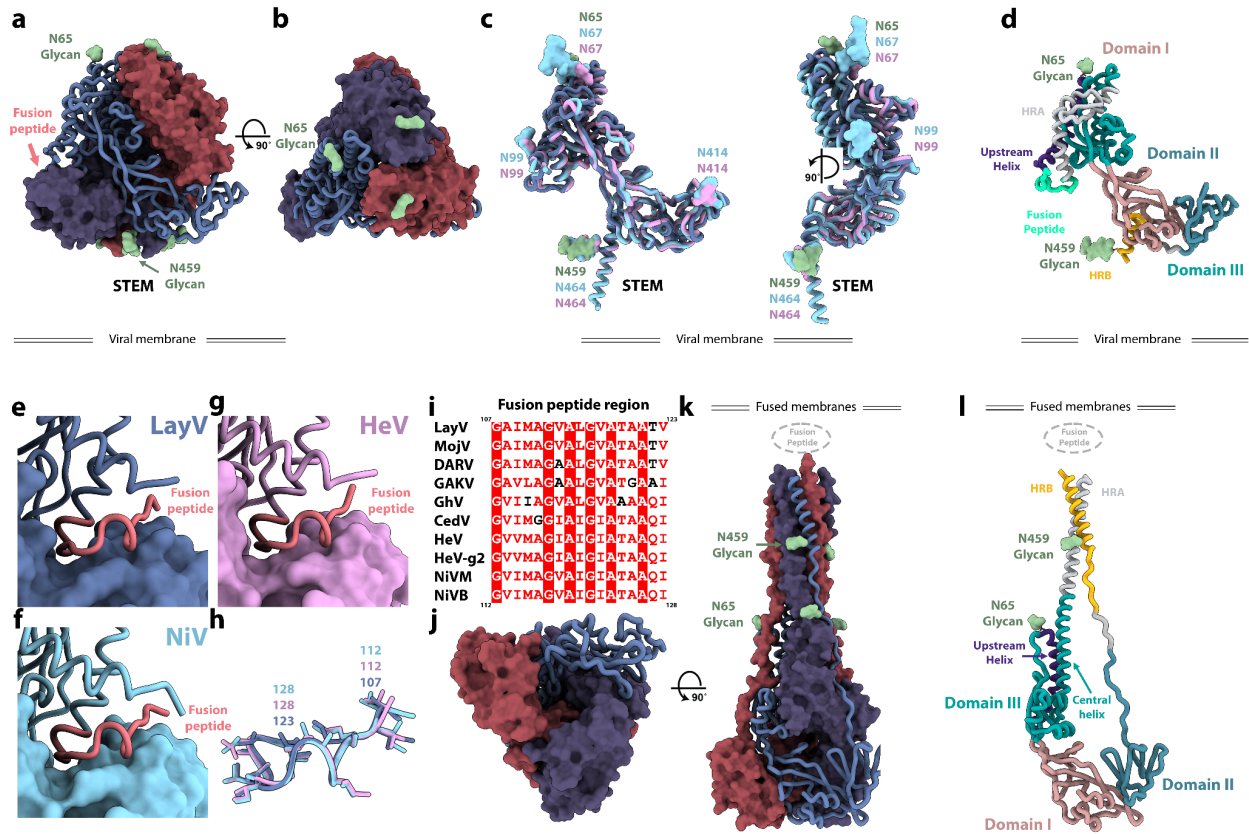 a
N65
Glycan
Fusion
peptide
90°
N459
Glycan
STEM
Viral membrane
b
N65
Glycan
c
N65
N67
N67
N99
N99
N414
N414
N459
N464
N464
STEM
N65
N67
N67
N99
N99
90°
N459
N464
N464
STEM
Viral membrane
d
Domain I
N65
Glycan
HRA
Upstream
Helix
Domain II
Fusion
Peptide
N459
Glycan
HRB
Domain III
Viral membrane
e
LayV
Fusion
peptide
g
HeV
Fusion
peptide
f
NiV
Fusion
peptide
h
112
112
107
128
128
123
i
Fusion peptide region
107 123
LayV GAIMAGVALGVATAATV
MojV GAIMAGVALGVATAATV
DARV GAIMAGAALGVATAATV
GAKV GAVLAGAALGVATGAAI
GhV GVIIAGVALGVAAAAQI
CedV GVIMGGIAIGIATAAQI
HeV GVVMAGIAIGIATAAQI
HeV-g2 GVVMAGIAIGIATAAQI
NiVM GVIMAGVAIGIATAAQI
NiVB GVIMAGVAIGIATAAQI
112 128
j
90°
k
Fused membranes
Fusion
Peptide
N459
Glycan
N65
Glycan
l
Fused membranes
Fusion
Peptide
HRB
HRA
N459
Glycan
N65
Glycan
Upstream
Helix
Domain III
Central
helix
Domain II
Domain I